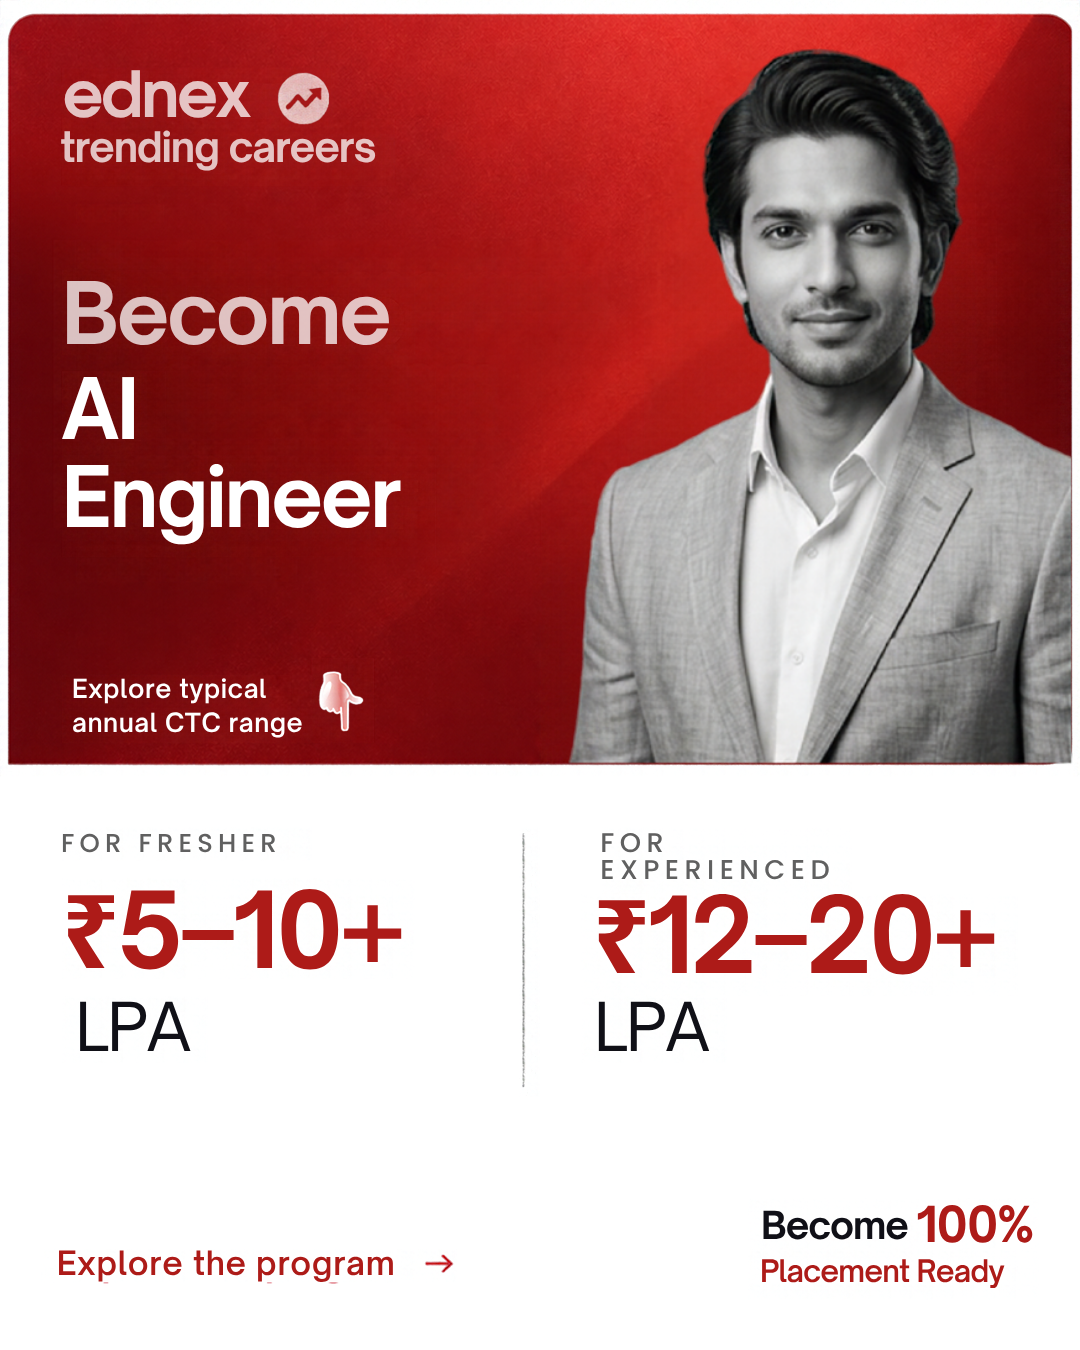 ednex
trending careers
Become
AI
Engineer
Explore typical
annual CTC range
FOR FRESHER
₹5–10+
LPA
FOR
EXPERIENCED
₹12–20+
LPA
Explore the program →
Become 100%
Placement Ready